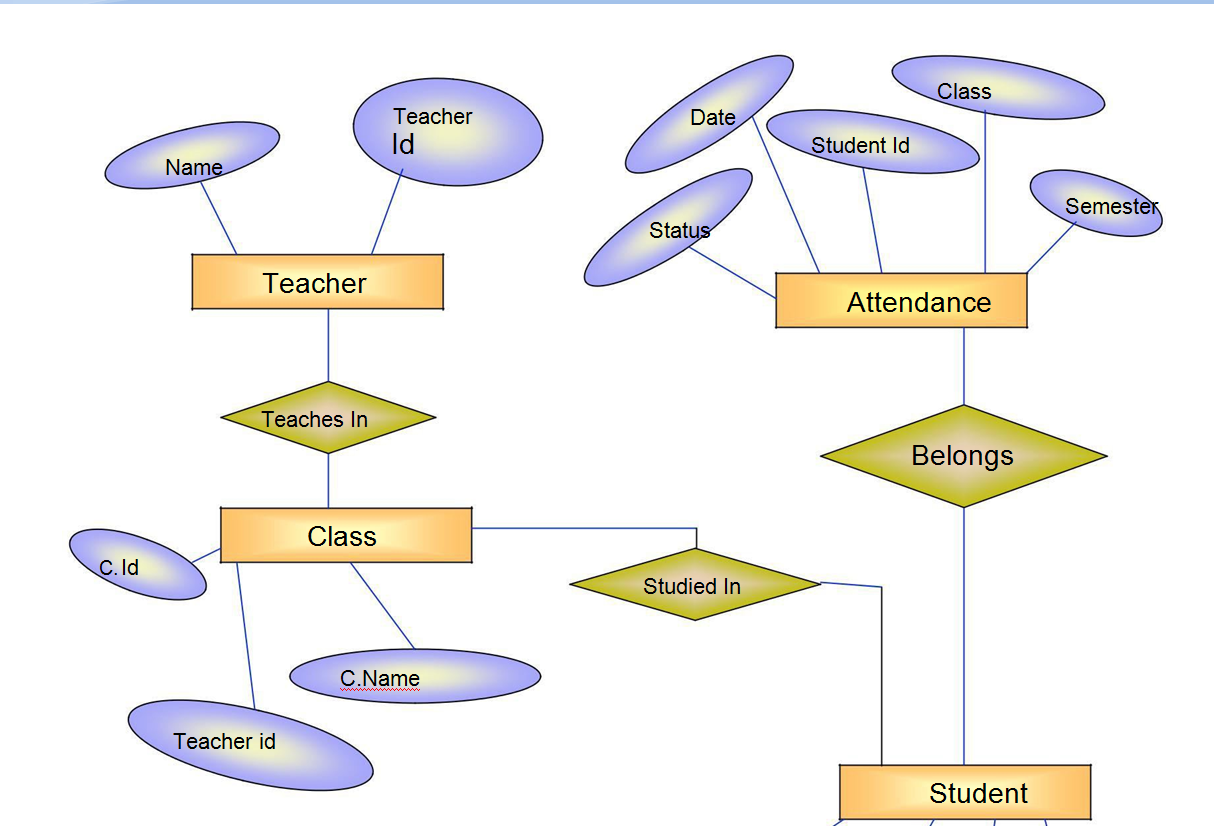 Name
Teacher
Id
Date
Class
Student Id
Status
Semester
Teacher
Attendance
Teaches In
Belongs
Class
C.Id
Studied In
C.Name
Teacher id
Student